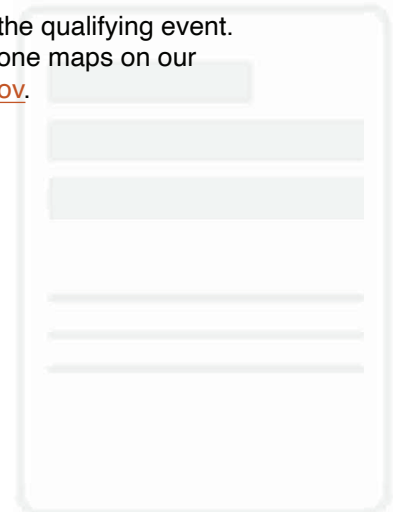 the qualifying event.
one maps on our
ov.